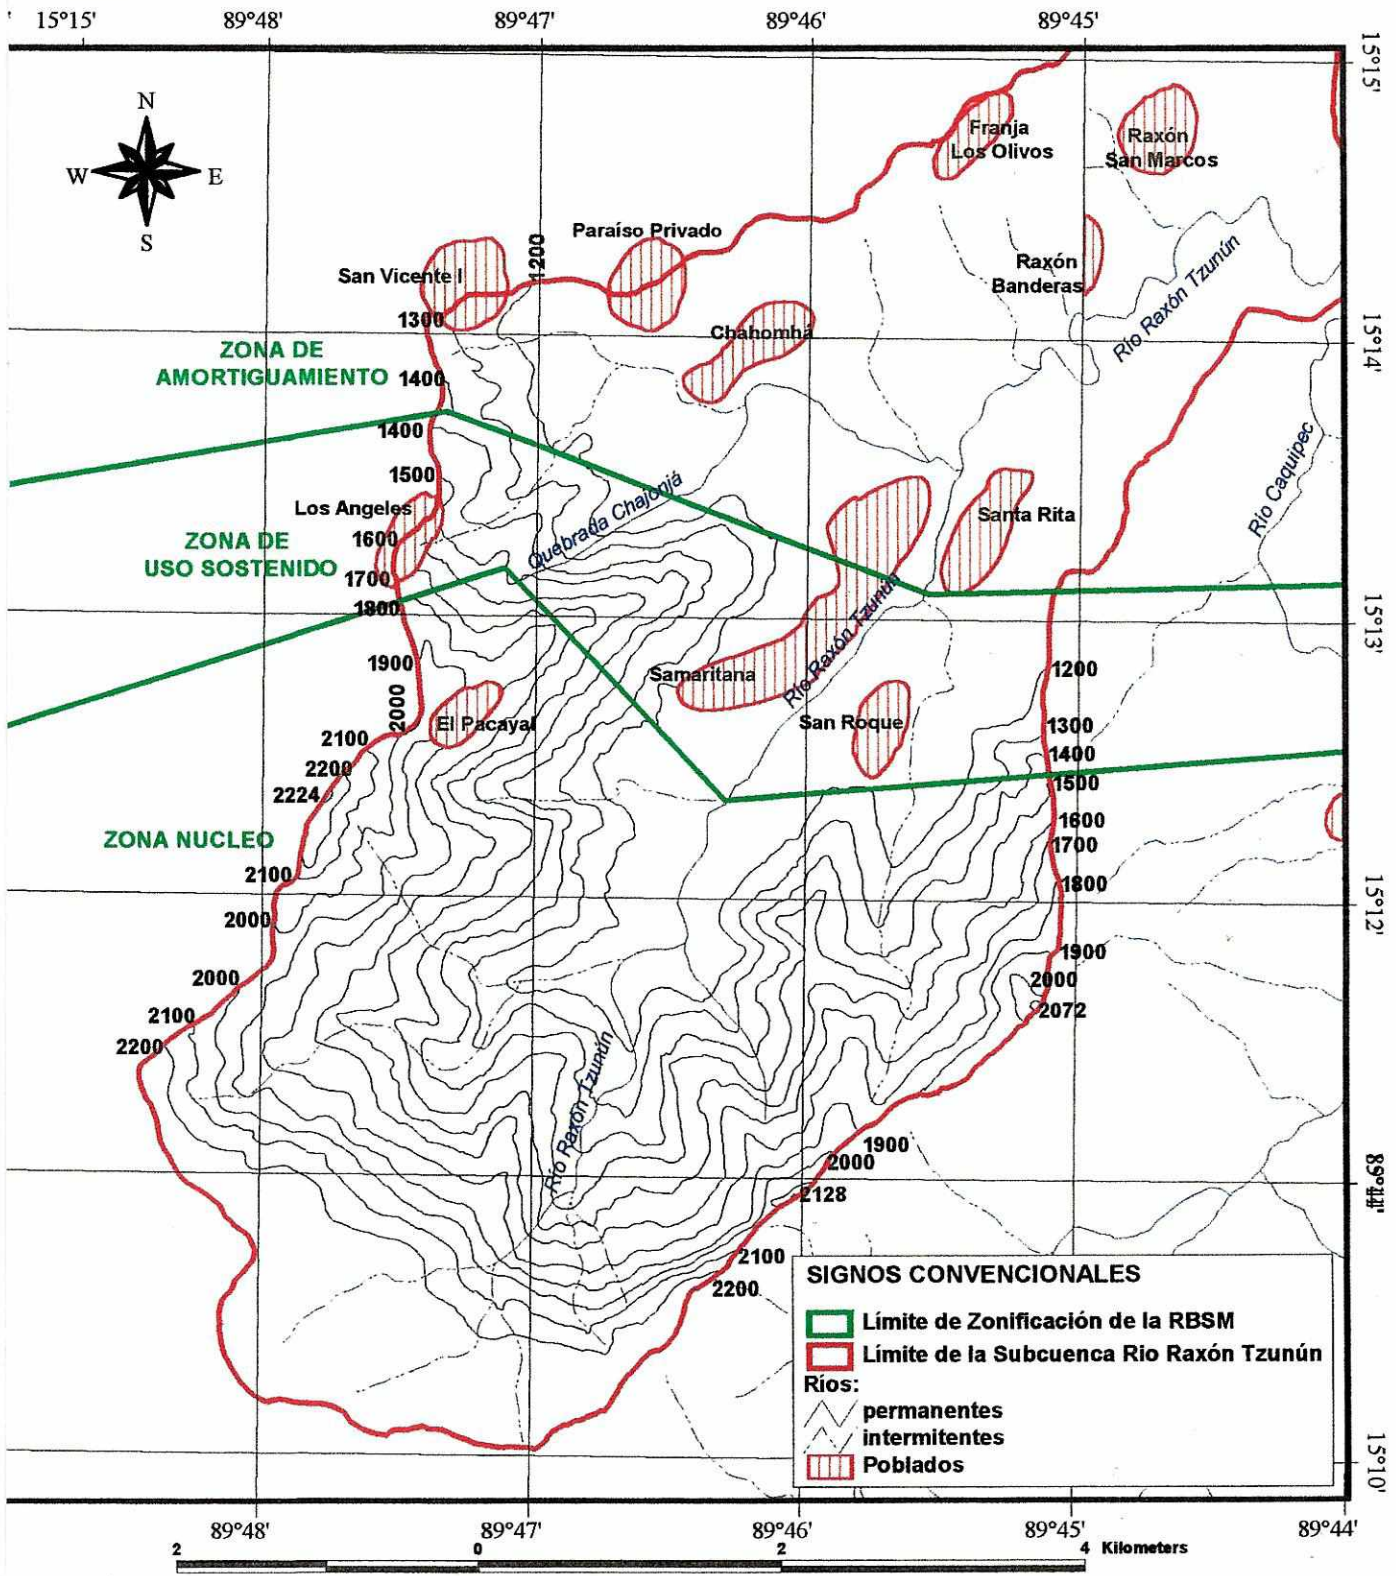 15°15'
89°48'
89°47'
89°46'
89°45'
15°15'
N
W
E
S
Franja
Los Olivos
Raxón
San Marcos
Paraíso Privado
San Vicente I
1200
Raxón
Banderas
Río Raxón Tzunún
1300
Chahomhá
15°14'
ZONA DE
AMORTIGUAMIENTO
1400
1400
1500
Los Angeles
Quebrada Chajonjá
Santa Rita
Río Caquipec
ZONA DE
USO SOSTENIDO
1600
1700
1800
15°13'
1900
Samaritana
Río Raxón Tzunún
1200
2000
El Pacayal
San Roque
1300
2100
1400
2200
1500
2224
1600
ZONA NUCLEO
1700
2100
1800
15°12'
2000
1900
2000
2000
2100
2072
2200
Río Raxón Tzunún
1900
2000
2128
2100
2200
SIGNOS CONVENCIONALES
Límite de Zonificación de la RBSM
Límite de la Subcuenca Rio Raxón Tzunún
Ríos:
permanentes
intermitentes
Poblados
15°10'
89°48'
89°47'
89°46'
89°45'
89°44'
2
0
2
4
Kilometers